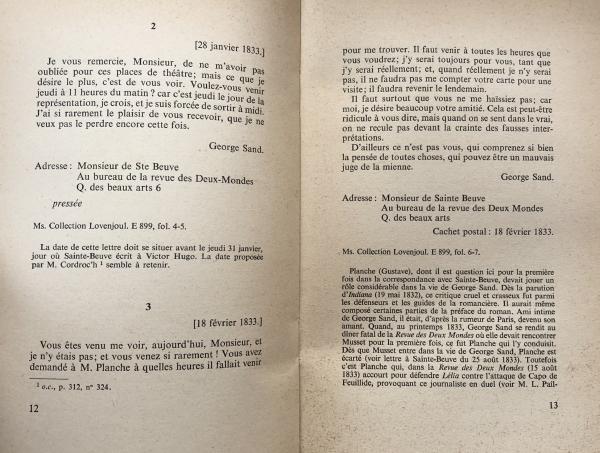 2
[28 janvier 1833.]
Je vous remercie, Monsieur, de ne m'avoir pas
oubliée pour ces places de théâtre; mais ce que je
désire le plus, c'est de vous voir. Voulez-vous venir
jeudi à 11 heures du matin ? car c'est jeudi le jour de la
représentation, je crois, et je suis forcée de sortir à midi.
J'ai si rarement le plaisir de vous recevoir, que je ne
veux pas le perdre encore cette fois.
George Sand.
Adresse : Monsieur de Ste Beuve
Au bureau de la revue des Deux-Mondes
Q. des beaux arts 6
pressée
Ms. Collection Lovenjoul. E 899, fol. 4-5.
La date de cette lettre doit se situer avant le jeudi 31 janvier,
jour où Sainte-Beuve écrit à Victor Hugo. La date proposée
par M. Cordroc'h 1 semble à retenir.
3
[18 février 1833.]
Vous êtes venu me voir, aujourd'hui, Monsieur, et
je n'y étais pas; et vous venez si rarement ! Vous avez
demandé à M. Planche à quelles heures il fallait venir
1 o.c., p. 312, n° 324.
12
pour me trouver. Il faut venir à toutes les heures que
vous voudrez; j'y serai toujours pour vous, tant que
j'y serai réellement; et, quand réellement je n'y serai
pas, il ne faudra pas me compter votre carte pour une
visite; il faudra revenir le lendemain.
Il faut surtout que vous ne me haïssiez pas; car
moi, je désire beaucoup votre amitié. Cela est peut-être
ridicule à vous dire, mais quand on se sent dans le vrai,
on ne recule pas devant la crainte des fausses inter-
prétations.
D'ailleurs ce n'est pas vous, qui comprenez si bien
la pensée de toutes choses, qui pouvez être un mauvais
juge de la mienne.
George Sand.
Adresse : Monsieur de Sainte Beuve
Au bureau de la revue des Deux Mondes
Q. des beaux arts
Cachet postal : 18 février 1833.
Ms. Collection Lovenjoul. E 899, fol. 6-7.
Planche (Gustave), dont il est question ici pour la première
fois dans la correspondance avec Sainte-Beuve, devait jouer un
rôle considérable dans la vie de George Sand. Dès la parution
d'Indiana (19 mai 1832), ce critique cruel et crasseux fut parmi
les défenseurs et les guides de la romancière. Il aurait même
composé certaines parties de la préface du roman. Ami intime
de George Sand, il était, d'après la rumeur de Paris, devenu son
amant. Quand, au printemps 1833, George Sand se rendit au
dîner fatal de la Revue des Deux Mondes où elle devait rencontrer
Musset pour la première fois, ce fut Planche qui l'y conduisit.
Dès que Musset entre dans la vie de George Sand, Planche est
écarté (voir lettre à Sainte-Beuve du 25 août 1833). Toutefois
c'est Planche qui, dans la Revue des Deux Mondes (15 août
1833) accourt pour défendre Lélia contre l'attaque de Capo de
Feuillide, provoquant ce journaliste en duel (voir M. L. Pail-
13